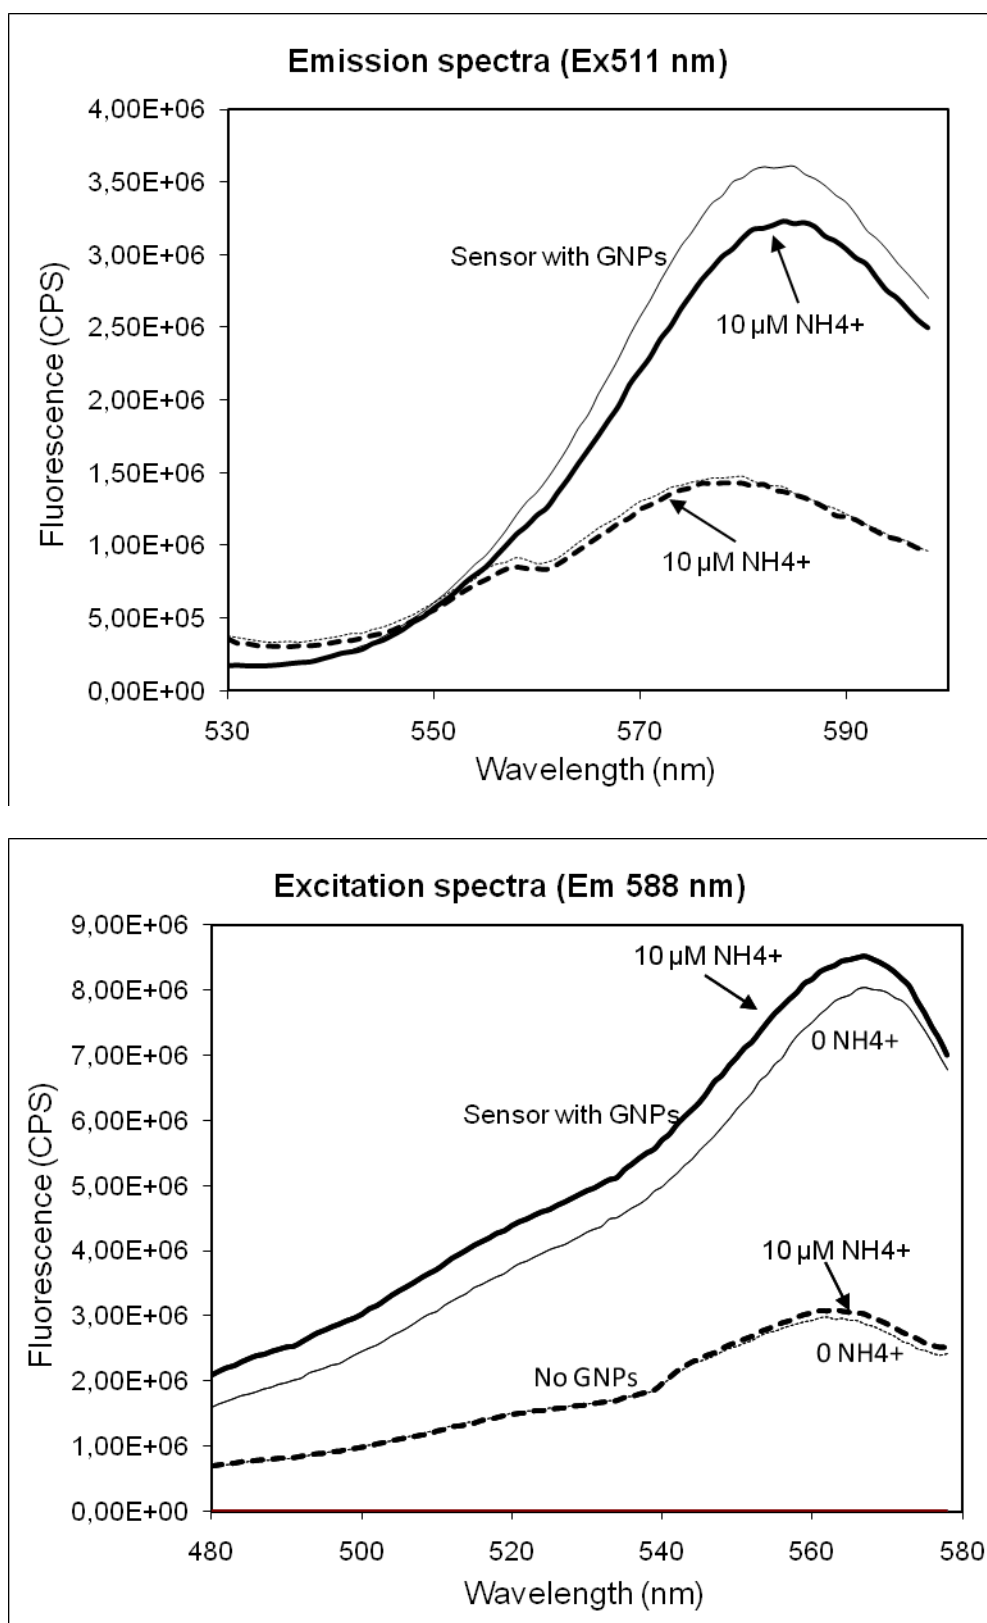 Emission spectra (Ex511 nm)
4,00E+06
3,50E+06
3,00E+06
2,50E+06
2,00E+06
1,50E+06
1,00E+06
5,00E+05
0,00E+00
Fluorescence (CPS)
Sensor with GNPs
10 µM NH4+
10 µM NH4+
530
550
570
590
Wavelength (nm)
Excitation spectra (Em 588 nm)
9,00E+06
8,00E+06
7,00E+06
6,00E+06
5,00E+06
4,00E+06
3,00E+06
2,00E+06
1,00E+06
0,00E+00
Fluorescence (CPS)
10 µM NH4+
0 NH4+
Sensor with GNPs
10 µM NH4+
0 NH4+
No GNPs
480
500
520
540
560
580
Wavelength (nm)